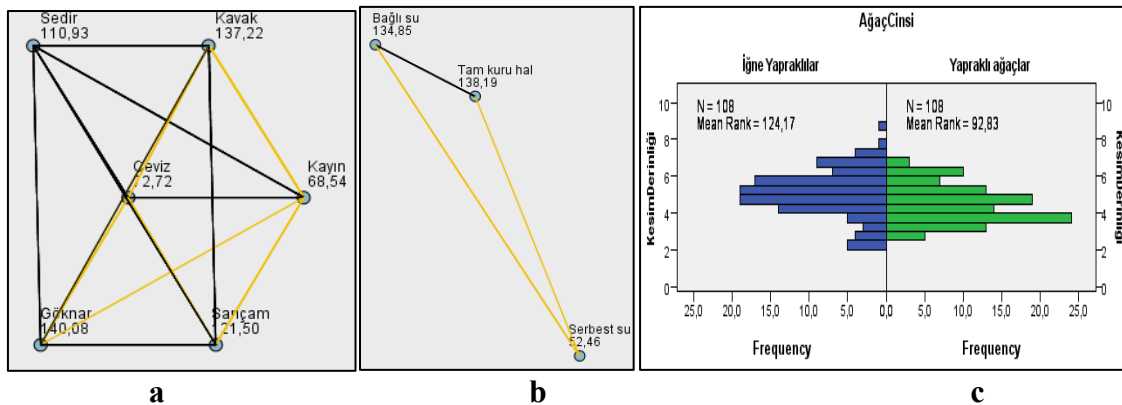 Sedir
110,93
Kavak
137,22
Ceviz
72,72
Kayın
68,54
Göknar
140,08
Sarıçam
121,50
a
Bağlı su
134,85
Tam kuru hal
138,19
Serbest su
52,46
b
AğaçCinsi
İğne Yapraklılar
Yapraklı ağaçlar
N = 108
Mean Rank = 124,17
N = 108
Mean Rank = 92,83
KesimDerinliği
10
8
6
4
2
0
10
8
6
4
2
0
KesimDerinliği
25,0 20,0 15,0 10,0 5,0 0,0 5,0 10,0 15,0 20,0 25,0
Frequency
Frequency
c